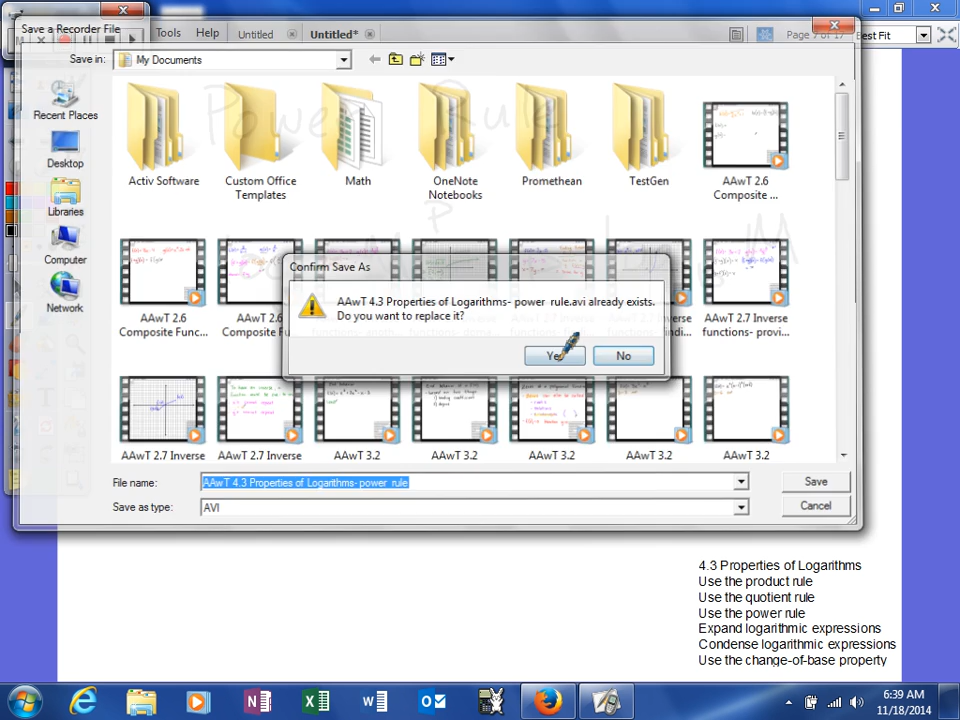 Save a Recorder File
Tools Help Untitled Untitled*
Best Fit
Save in: My Documents
Power Rule
Recent Places
Desktop
Libraries
Computer
Network
Activ Software
Custom Office
Templates
Math
OneNote
Notebooks
Promethean
TestGen
AAwT 2.6
Composite ...
AAwT 2.6
Composite Func...
AAwT 2.6
AAwT 2.7 Inverse
functions- provi...
Confirm Save As
AAwT 4.3 Properties of Logarithms- power rule.avi already exists.
Do you want to replace it?
Yes No
AAwT 2.7 Inverse
AAwT 2.7 Inverse
AAwT 3.2
AAwT 3.2
AAwT 3.2
AAwT 3.2
AAwT 3.2
File name: AAwT 4.3 Properties of Logarithms- power rule
Save
Save as type: AVI
Cancel
4.3 Properties of Logarithms
Use the product rule
Use the quotient rule
Use the power rule
Expand logarithmic expressions
Condense logarithmic expressions
Use the change-of-base property
6:39 AM
11/18/2014